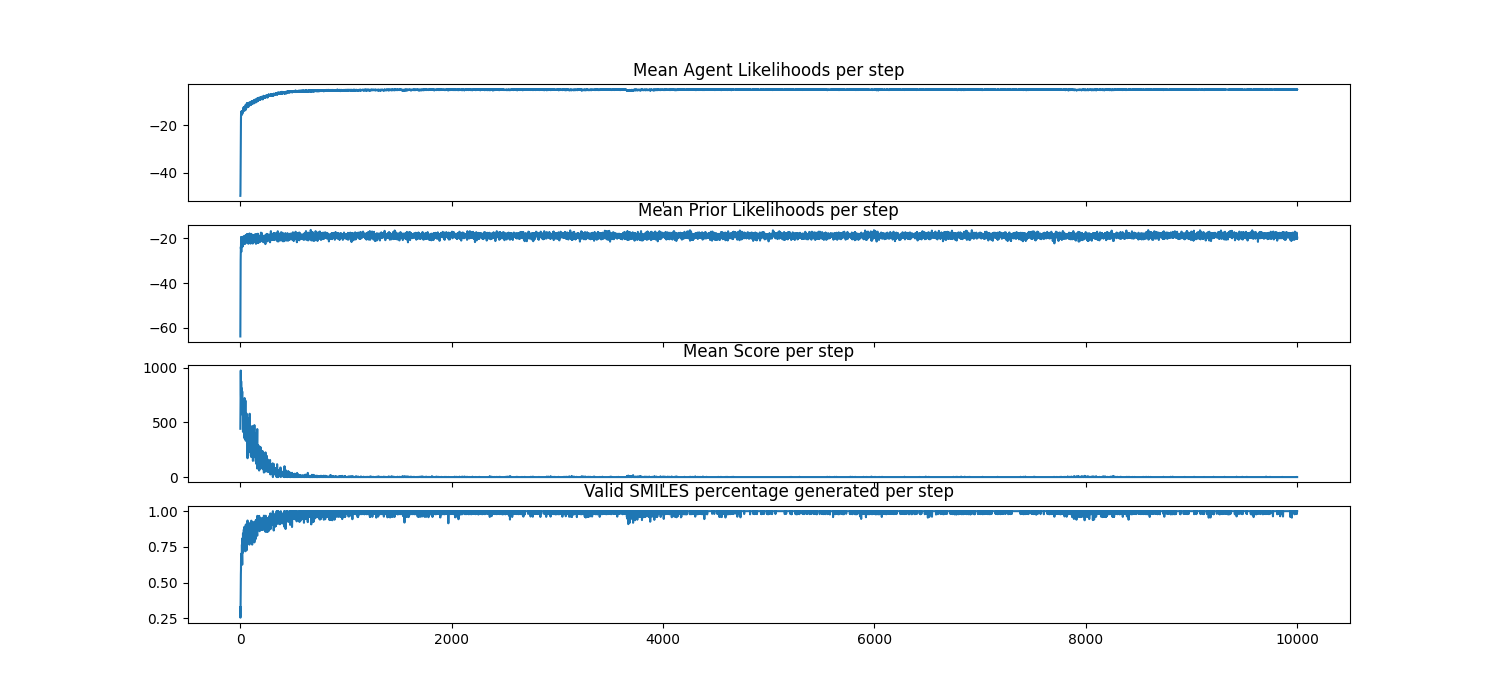 Mean Agent Likelihoods per step
−20
−40
Mean Prior Likelihoods per step
−20
−40
−60
Mean Score per step
1000
500
0
Valid SMILES percentage generated per step
1.00
0.75
0.50
0.25
0 2000 4000 6000 8000 10000